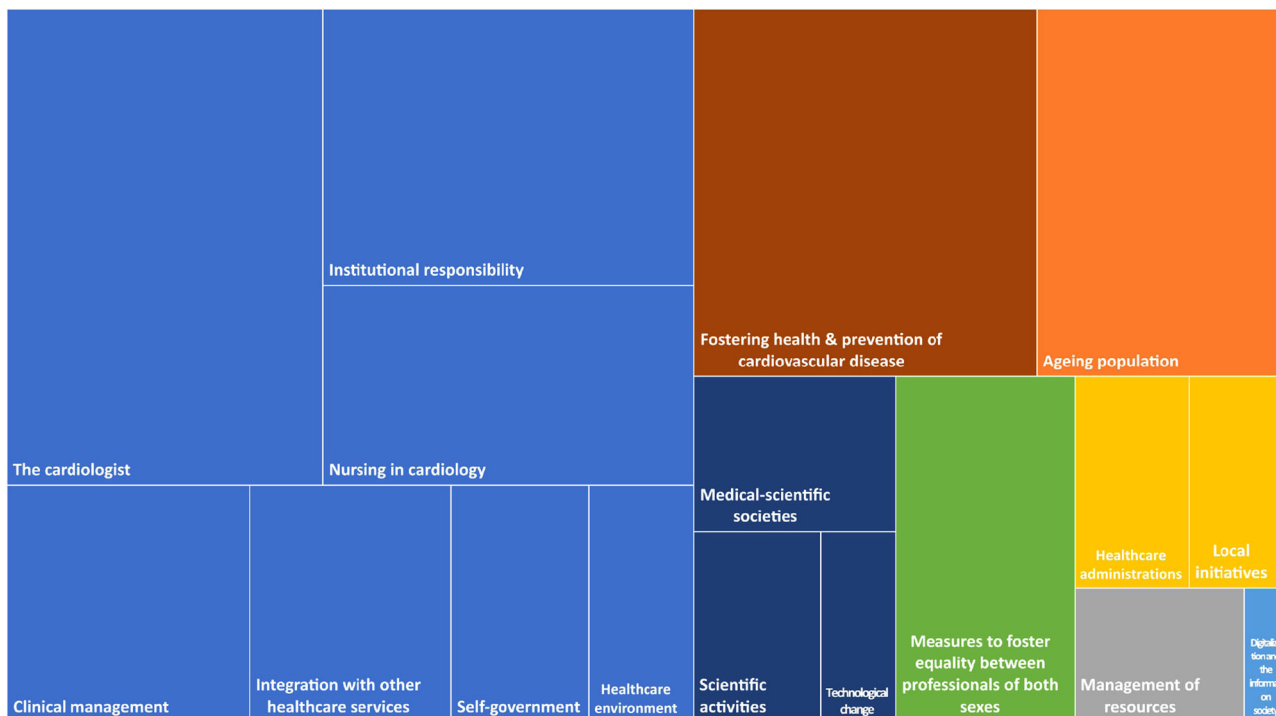 Institutional responsibility
Fostering health & prevention of
cardiovascular disease
Ageing population
The cardiologist
Nursing in cardiology
Medical-scientific
societies
Healthcare
administrations
Local
initiatives
Clinical management
Integration with other
healthcare services
Self-government
Healthcare
environment
Scientific
activities
Technological
change
Measures to foster
equality between
professionals of both
sexes
Management of
resources
the
on